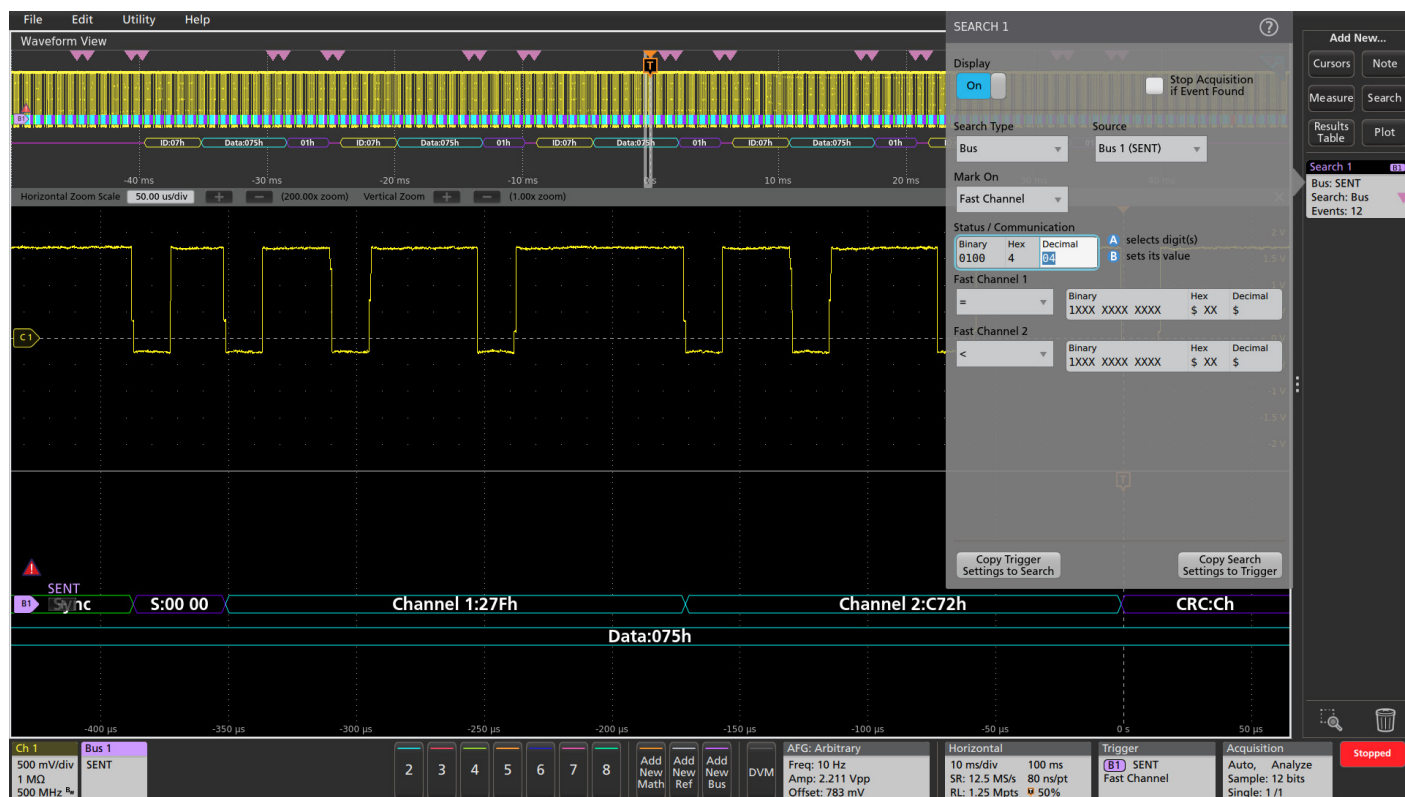 File Edit Utility Help
Waveform View
SEARCH 1
?
Add New...
Cursors Note
Measure Search
Results Table Plot
Display
On
Stop Acquisition if Event Found
T
B1
ID:07h Data:075h 01h ID:07h Data:075h 01h ID:07h Data:075h 01h ID:07h Data:075h 01h
-40 ms -30 ms -20 ms -10 ms 10 ms 20 ms
Horizontal Zoom Scale 50.00 us/div + − (200.00x zoom) Vertical Zoom + − (1.00x zoom)
Search Type Source
Bus Bus 1 (SENT)
Mark On
Fast Channel
Status / Communication
Binary Hex Decimal
0100 4 04
A selects digit(s)
B sets its value
Fast Channel 1
= Binary Hex Decimal
1XXX XXXX XXXX $ XX $
Fast Channel 2
< Binary Hex Decimal
1XXX XXXX XXXX $ XX $
Copy Trigger Settings to Search
Copy Search Settings to Trigger
Search 1 B1
Bus: SENT
Search: Bus
Events: 12
2 V
1.5 V
-1 V
-1.5 V
-2 V
T
C 1
SENT
B1 Sync S:00 00 Channel 1:27Fh Channel 2:C72h CRC:Ch
Data:075h
-400 µs -350 µs -300 µs -250 µs -200 µs -150 µs -100 µs -50 µs 0 s 50 µs
Ch 1
500 mV/div
1 MΩ
500 MHz Bw
Bus 1
SENT
2 3 4 5 6 7 8
Add New Math
Add New Ref
Add New Bus
DVM
AFG: Arbitrary
Freq: 10 Hz
Amp: 2.211 Vpp
Offset: 783 mV
Horizontal
10 ms/div 100 ms
SR: 12.5 MS/s 80 ns/pt
RL: 1.25 Mpts T 50%
Trigger
B1 SENT
Fast Channel
Acquisition
Auto, Analyze
Sample: 12 bits
Single: 1 /1
Stopped